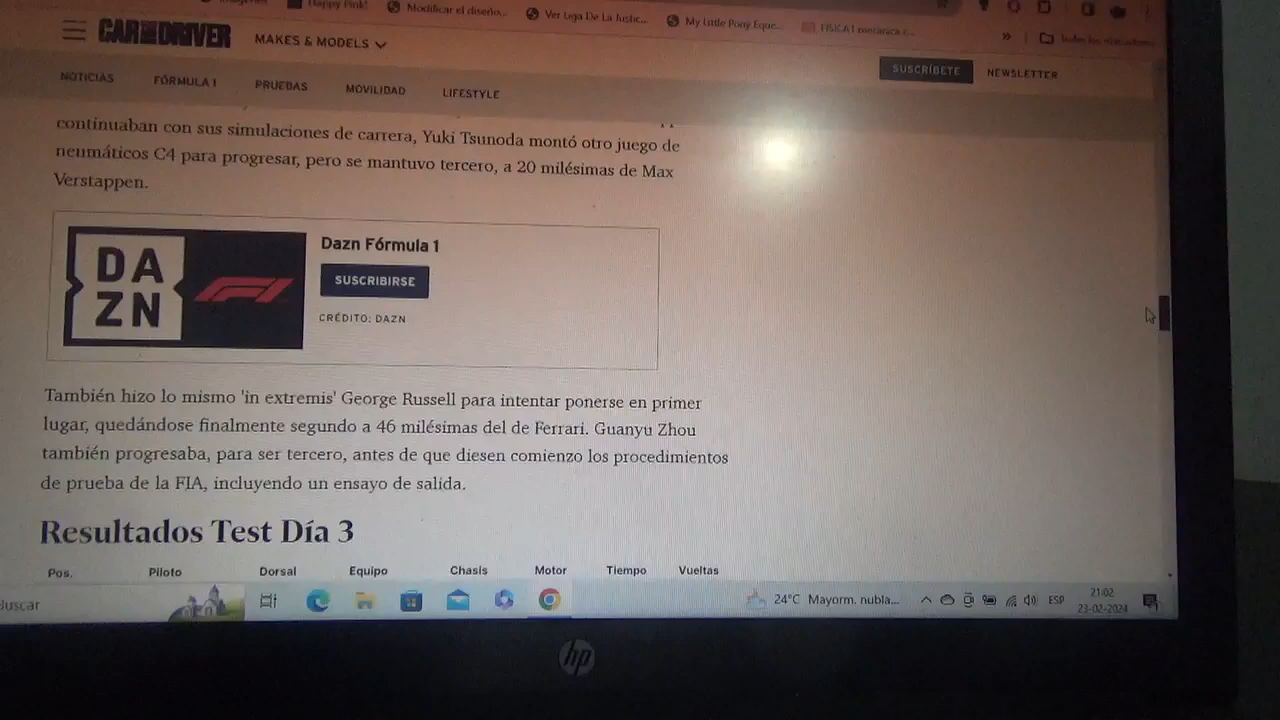 Happy Pink!
Modificar el diseño...
Ver Liga De La Justic...
My Little Pony Eque...
»
CAR AND DRIVER
MAKES & MODELS
SUSCRÍBETE
NEWSLETTER
NOTICIAS
FÓRMULA 1
PRUEBAS
MOVILIDAD
LIFESTYLE
continuaban con sus simulaciones de carrera, Yuki Tsunoda montó otro juego de
neumáticos C4 para progresar, pero se mantuvo tercero, a 20 milésimas de Max
Verstappen.
DA
ZN
F1
Dazn Fórmula 1
SUSCRIBIRSE
CRÉDITO: DAZN
También hizo lo mismo 'in extremis' George Russell para intentar ponerse en primer
lugar, quedándose finalmente segundo a 46 milésimas del de Ferrari. Guanyu Zhou
también progresaba, para ser tercero, antes de que diesen comienzo los procedimientos
de prueba de la FIA, incluyendo un ensayo de salida.
Resultados Test Día 3
Pos. Piloto Dorsal Equipo Chasis Motor Tiempo Vueltas
Buscar
24°C Mayorm. nubla...
ESP
21:02
23-02-2024
hp